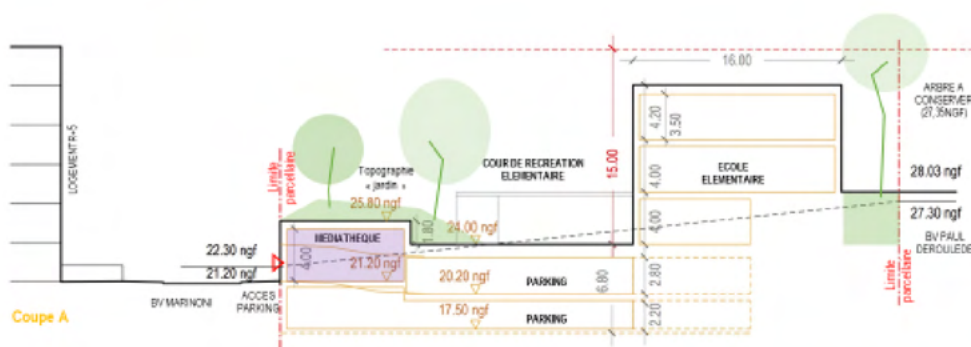 16.00
ARBRE A
CONSERVER
(27,35NGF)
4.20
3.50
LOGEMENT R+5
Limite
parcellaire
Topographie
« jardin »
COUR DE RECREATION
ELEMENTAIRE
15.00
4.00
ECOLE
ELEMENTAIRE
28.03 ngf
25.80 ngf
27.30 ngf
1.80
24.00 ngf
4.00
MEDIATHEQUE
BV PAUL
DEROULEDE
22.30 ngf
4.00
21.20 ngf
21.20 ngf
20.20 ngf
PARKING
6.80
2.80
Limite
parcellaire
BV MARINONI
ACCES
PARKING
17.50 ngf
PARKING
2.20
Coupe A